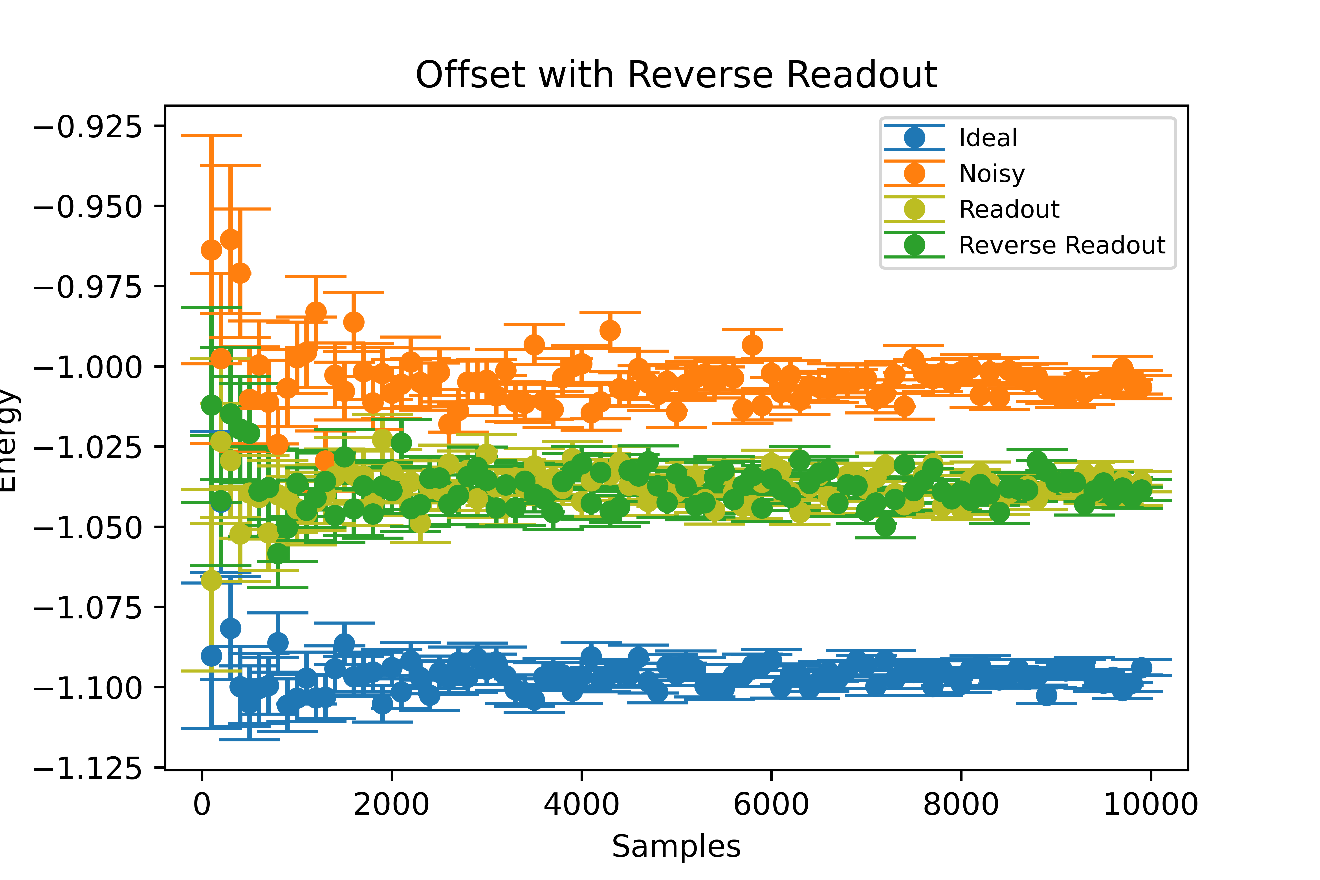 Offset with Reverse Readout
Energy
−0.925
−0.950
−0.975
−1.000
−1.025
−1.050
−1.075
−1.100
−1.125
Ideal
Noisy
Readout
Reverse Readout
0 2000 4000 6000 8000 10000
Samples